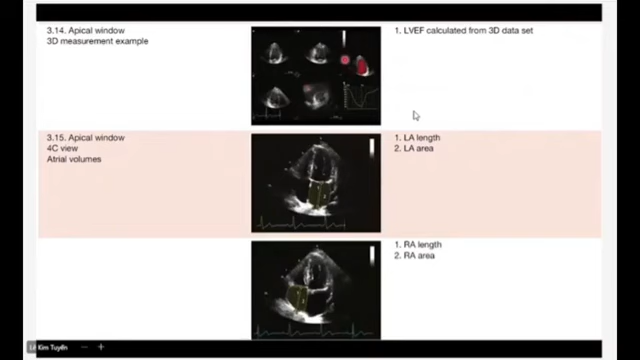 3.14. Apical window
3D measurement example
1. LVEF calculated from 3D data set
3.15. Apical window
4C view
Atrial volumes
1. LA length
2. LA area
1. RA length
2. RA area
Lê Kim Tuyến